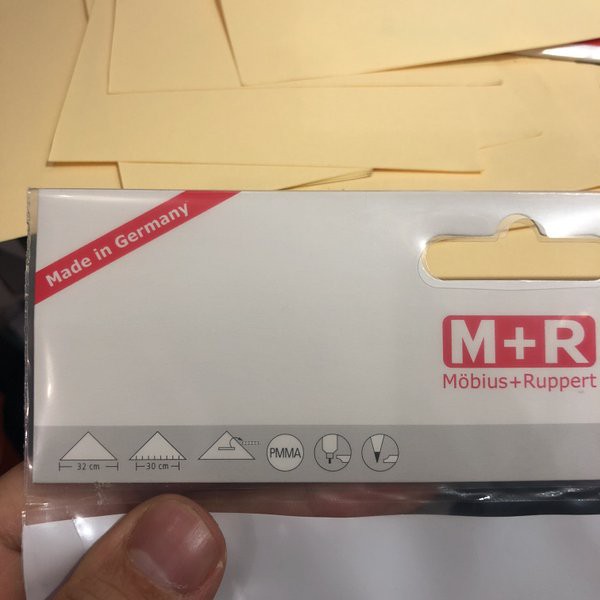 Made in Germany
M+R
Möbius+Ruppert
32 cm
30 cm
PMMA